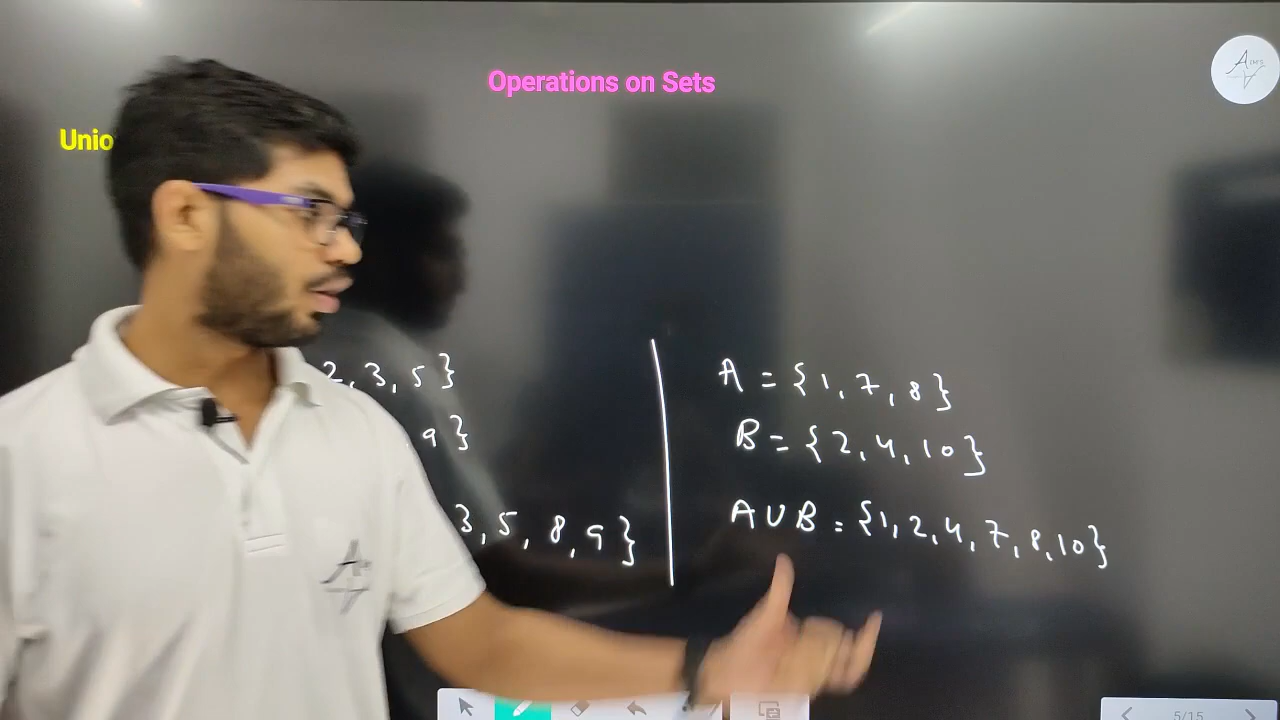 Operations on Sets
AIMS
Unio
2, 3, 5 }
, 9 }
3, 5, 8, 9 }
A = { 1, 7, 8 }
B = { 2, 4, 10 }
A U B = { 1, 2, 4, 7, 8, 10 }
5/15